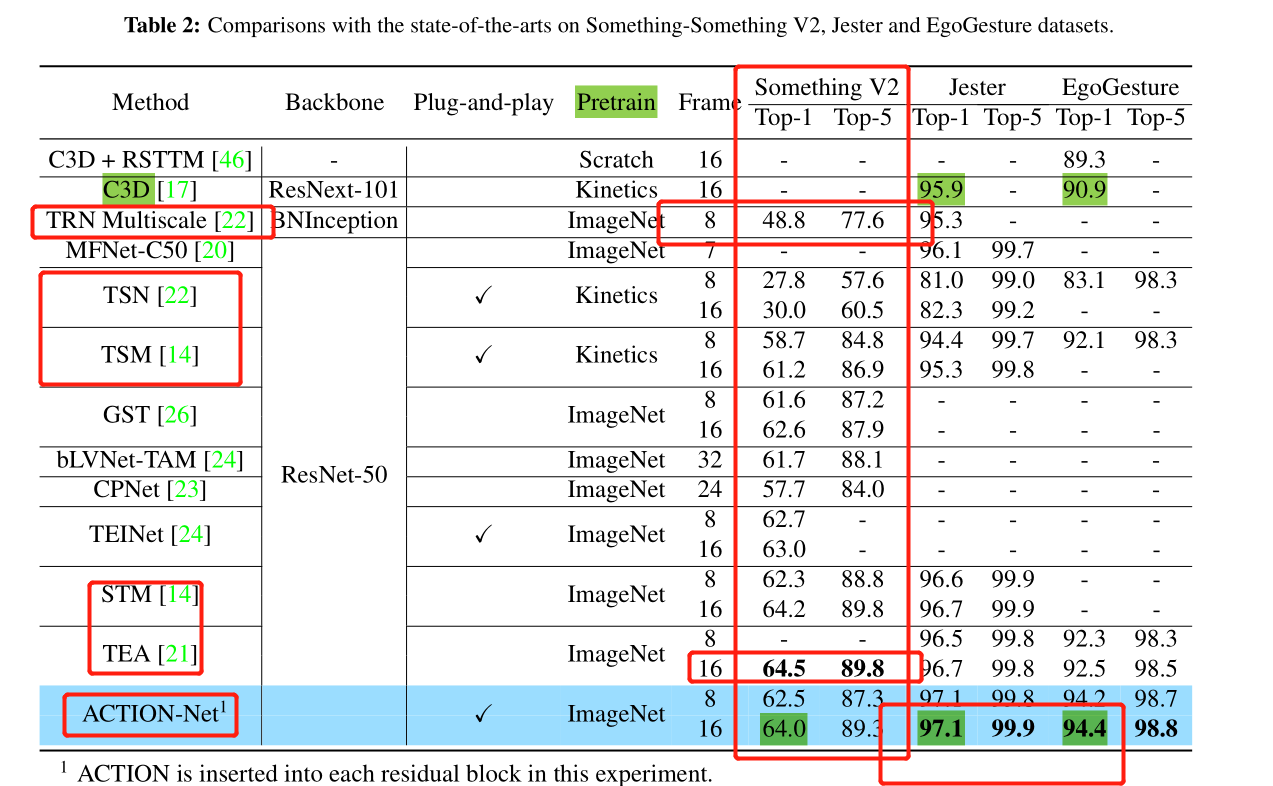 Table 2: Comparisons with the state-of-the-arts on Something-Something V2, Jester and EgoGesture datasets.
Method Backbone Plug-and-play Pretrain Frame Something V2 Jester EgoGesture
Top-1 Top-5 Top-1 Top-5 Top-1 Top-5
C3D + RSTTM [46] - Scratch 16 - - - - 89.3 -
C3D [17] ResNext-101 Kinetics 16 - - 95.9 - 90.9 -
TRN Multiscale [22] BNInception ImageNet 8 48.8 77.6 95.3 - - -
MFNet-C50 [20] ResNet-50 ImageNet 7 - - 96.1 99.7 - -
TSN [22] ✓ Kinetics 8 27.8 57.6 81.0 99.0 83.1 98.3
16 30.0 60.5 82.3 99.2 - -
TSM [14] ✓ Kinetics 8 58.7 84.8 94.4 99.7 92.1 98.3
16 61.2 86.9 95.3 99.8 - -
GST [26] ImageNet 8 61.6 87.2 - - - -
16 62.6 87.9 - - - -
bLVNet-TAM [24] ImageNet 32 61.7 88.1 - - - -
CPNet [23] ImageNet 24 57.7 84.0 - - - -
TEINet [24] ✓ ImageNet 8 62.7 - - - - -
16 63.0 - - - - -
STM [14] ImageNet 8 62.3 88.8 96.6 99.9 - -
16 64.2 89.8 96.7 99.9 - -
TEA [21] ImageNet 8 - - 96.5 99.8 92.3 98.3
16 64.5 89.8 96.7 99.8 92.5 98.5
ACTION-Net¹ ✓ ImageNet 8 62.5 87.3 97.1 99.8 94.2 98.7
16 64.0 89.3 97.1 99.9 94.4 98.8
¹ ACTION is inserted into each residual block in this experiment.